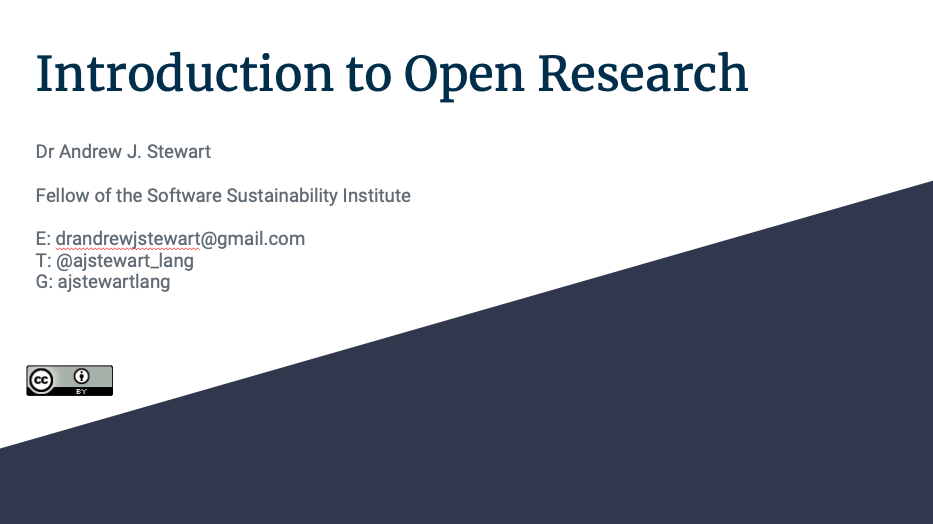 Introduction to Open Research
Dr Andrew J. Stewart
Fellow of the Software Sustainability Institute
E: drandrewjstewart@gmail.com
T: @ajstewart_lang
G: ajstewartlang
cc
BY